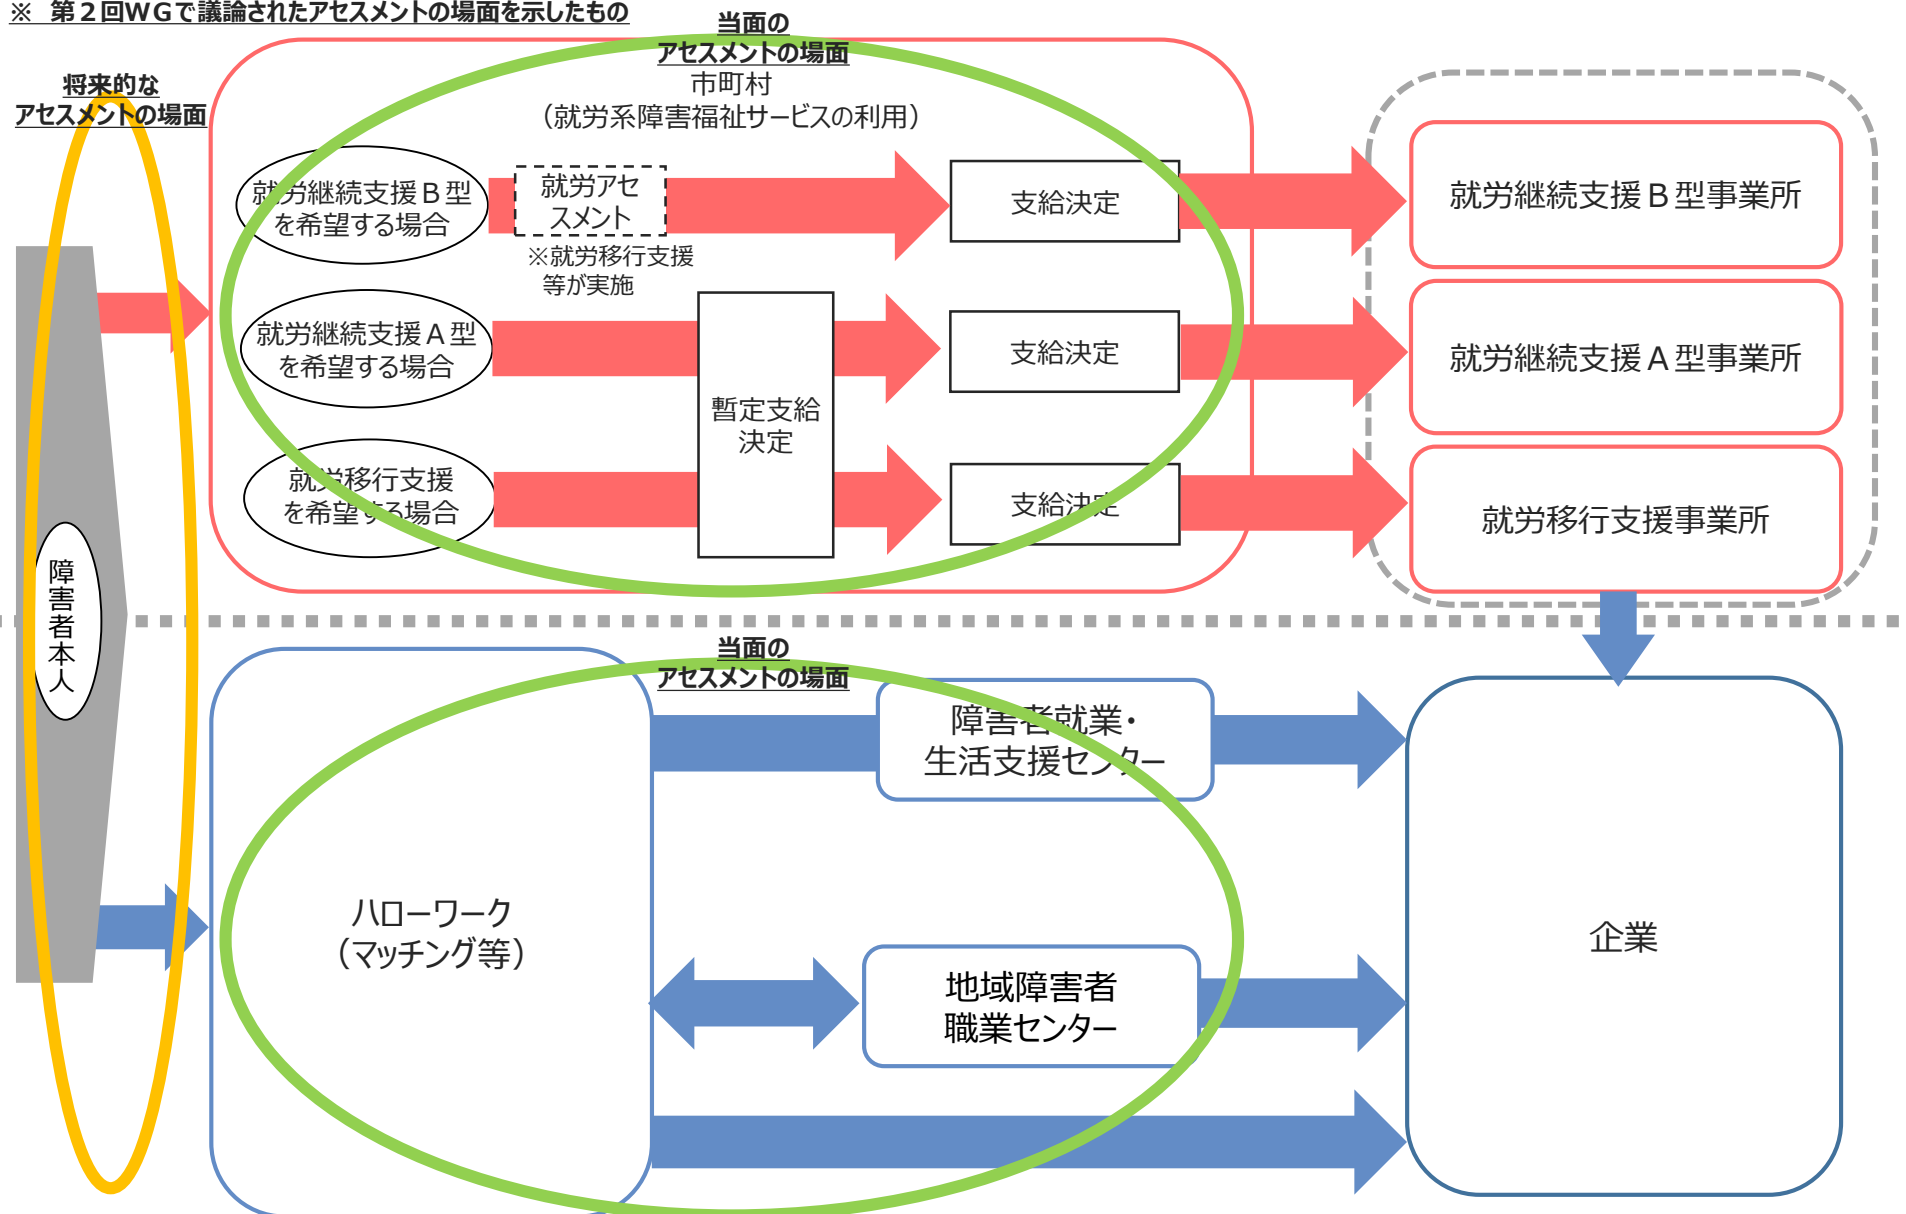 ※　第２回ＷＧで議論されたアセスメントの場面を示したもの
当面の
アセスメントの場面
将来的な
アセスメントの場面
市町村
（就労系障害福祉サービスの利用）
就労継続支援Ｂ型
を希望する場合
就労アセ
スメント
※就労移行支援
等が実施
支給決定
就労継続支援Ｂ型事業所
就労継続支援Ａ型
を希望する場合
暫定支給
決定
支給決定
就労継続支援Ａ型事業所
就労移行支援
を希望する場合
支給決定
就労移行支援事業所
障害者本人
当面の
アセスメントの場面
障害者就業・
生活支援センター
ハローワーク
（マッチング等）
地域障害者
職業センター
企業